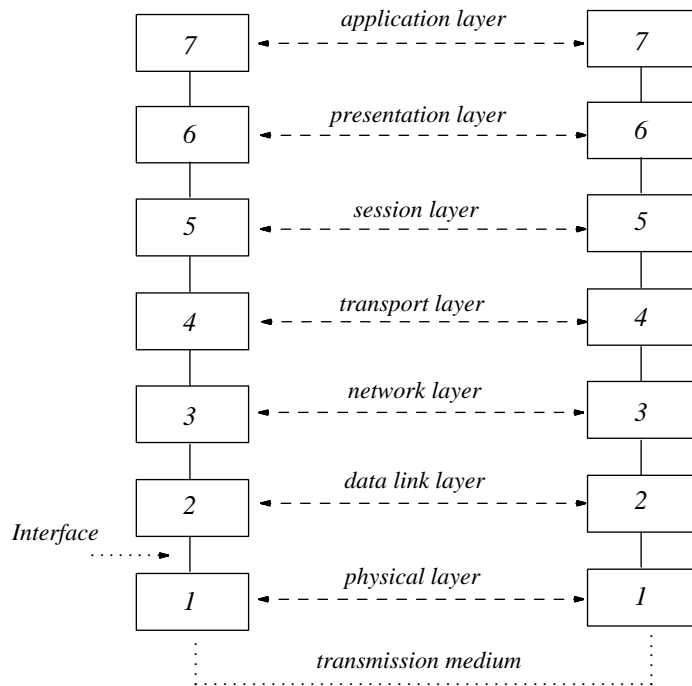 application layer
7 7
presentation layer
6 6
session layer
5 5
transport layer
4 4
network layer
3 3
data link layer
2 2
Interface
physical layer
1 1
transmission medium